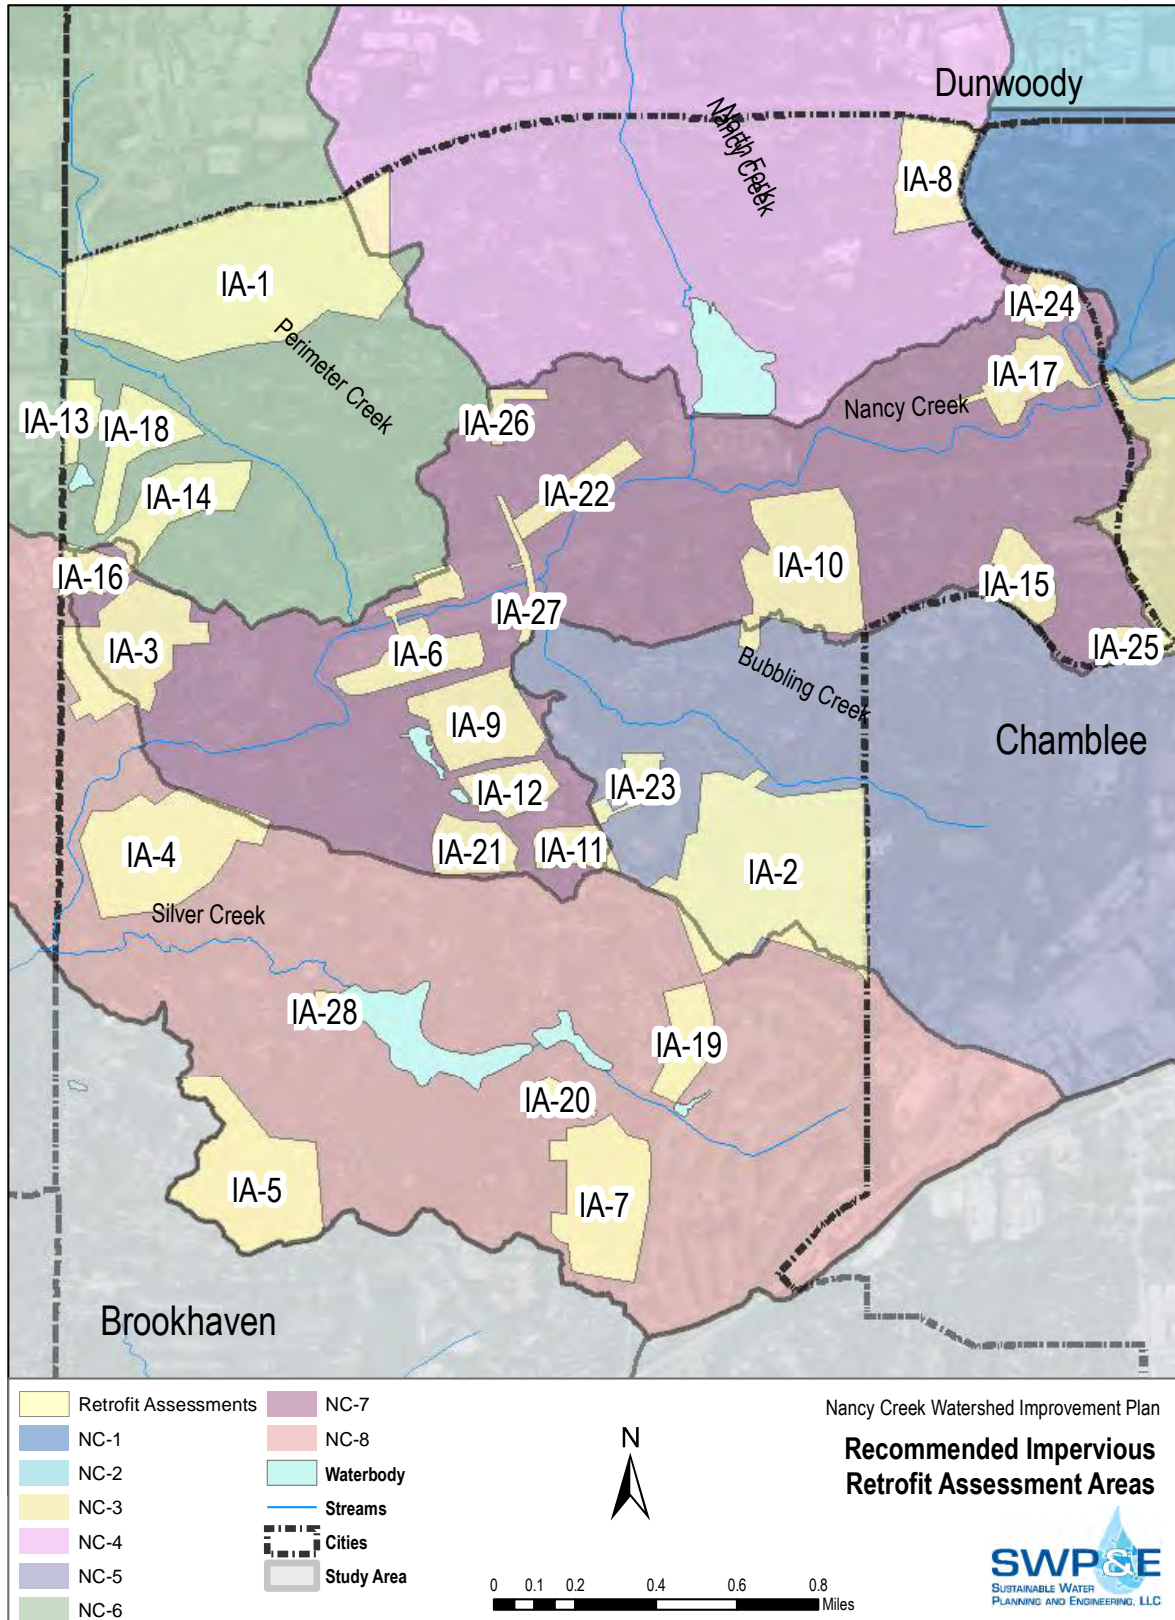 Dunwoody
North Fork
Nancy Creek
IA-8
IA-1
IA-24
Perimeter Creek
IA-17
IA-13
IA-18
IA-26
Nancy Creek
IA-14
IA-22
IA-16
IA-10
IA-27
IA-15
IA-3
IA-6
IA-25
Bubbling Creek
IA-9
Chamblee
IA-12
IA-23
IA-4
IA-21
IA-11
IA-2
Silver Creek
IA-28
IA-19
IA-20
IA-5
IA-7
Brookhaven
Retrofit Assessments
NC-1
NC-2
NC-3
NC-4
NC-5
NC-6
NC-7
NC-8
Waterbody
Streams
Cities
Study Area
N
0 0.1 0.2 0.4 0.6 0.8
Miles
Nancy Creek Watershed Improvement Plan
Recommended Impervious
Retrofit Assessment Areas
SWP&E
SUSTAINABLE WATER
PLANNING AND ENGINEERING, LLC